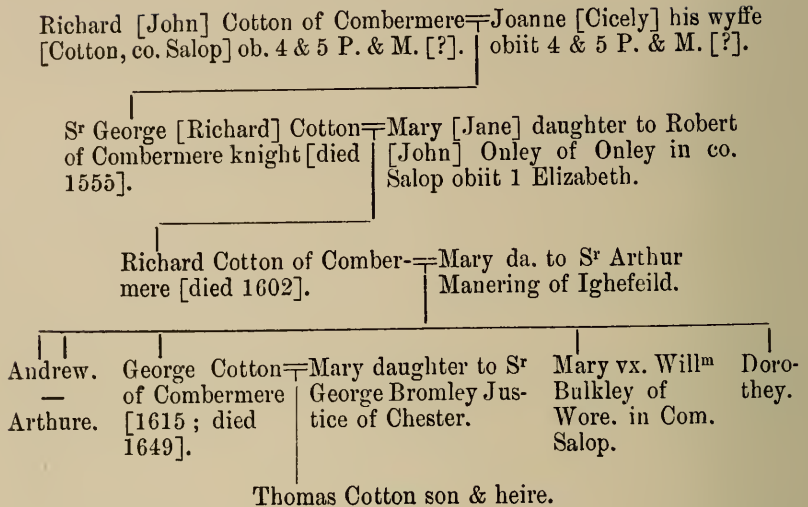 Richard [John] Cotton of Combermere=Joanne [Cicely] his wyffe
[Cotton, co. Salop] ob. 4 & 5 P. & M. [?]. obiit 4 & 5 P. & M. [?].
Sr George [Richard] Cotton=Mary [Jane] daughter to Robert
of Combermere knight [died [John] Onley of Onley in co.
1555]. Salop obiit 1 Elizabeth.
Richard Cotton of Comber-=Mary da. to Sr Arthur
mere [died 1602]. Manering of Ighefeild.
Andrew.
—
Arthure.
George Cotton=Mary daughter to Sr
of Combermere George Bromley Jus-
[1615 ; died tice of Chester.
1649].
Mary vx. Willm
Bulkley of
Wore. in Com.
Salop.
Doro-
they.
Thomas Cotton son & heire.